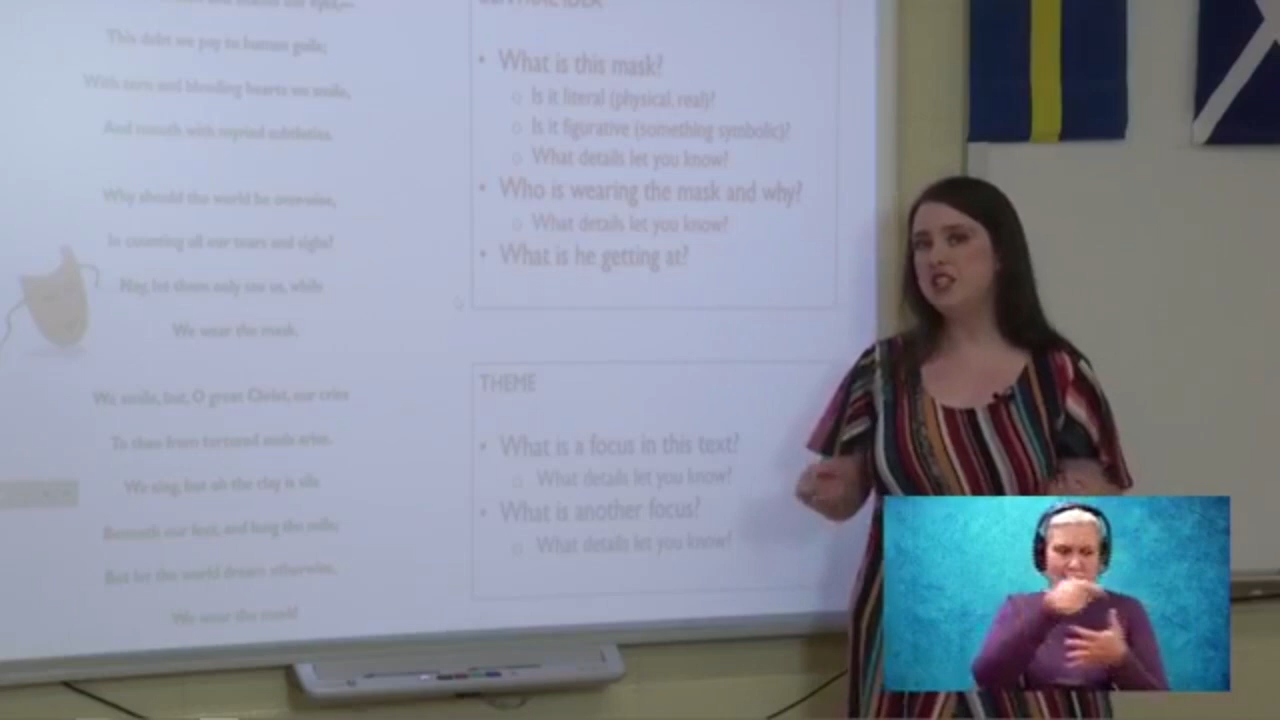 This debt we pay to human guile;
With torn and bleeding hearts we smile,
And mouth with myriad subtleties.
Why should the world be over-wise,
In counting all our tears and sighs?
Nay, let them only see us, while
We wear the mask.
We smile, but, O great Christ, our cries
To thee from tortured souls arise.
We sing, but oh the clay is vile
Beneath our feet, and long the mile;
But let the world dream otherwise,
We wear the mask!
CENTRAL IDEA
• What is this mask?
o Is it literal (physical, real)?
o Is it figurative (something symbolic)?
o What details let you know?
• Who is wearing the mask and why?
o What details let you know?
• What is he getting at?
THEME
• What is a focus in this text?
o What details let you know?
• What is another focus?
o What details let you know?